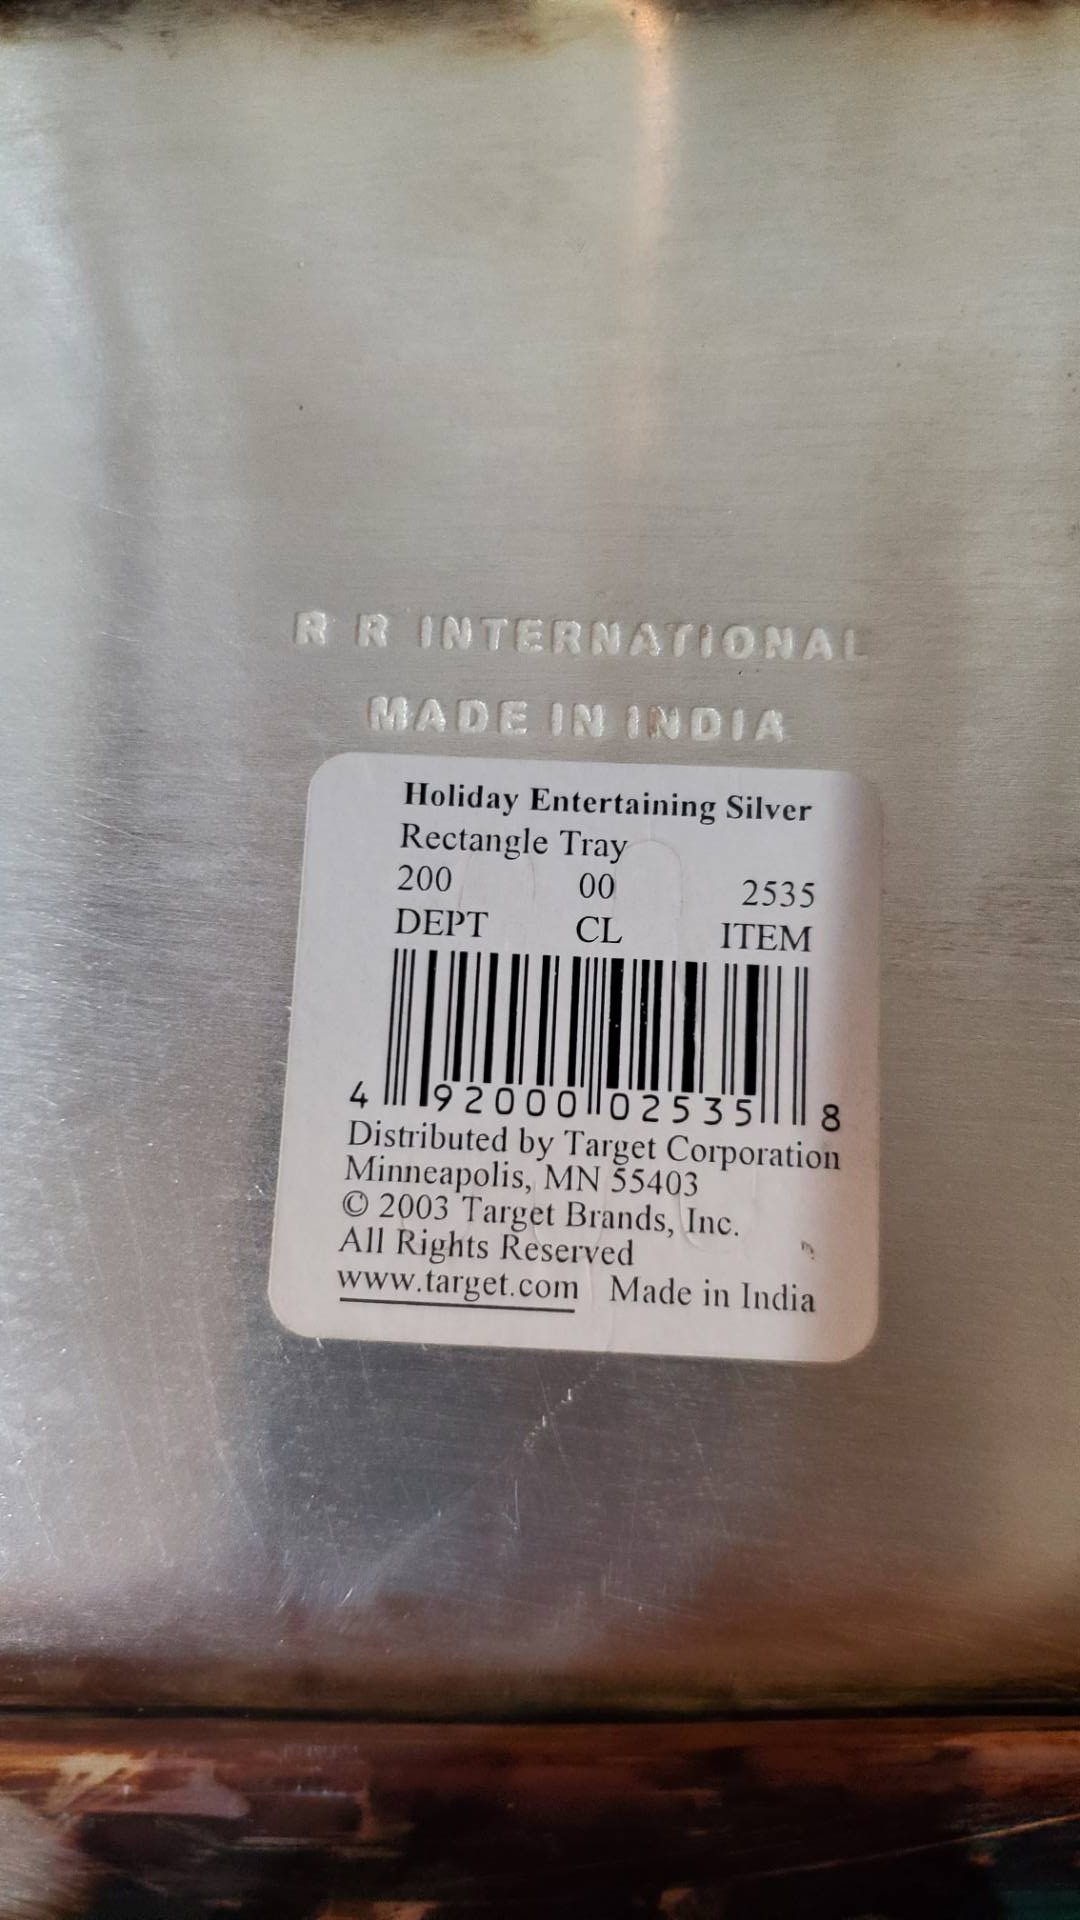 R R INTERNATIONAL
MADE IN INDIA
Holiday Entertaining Silver
Rectangle Tray
200 00 2535
DEPT CL ITEM
4 92000 02535 8
Distributed by Target Corporation
Minneapolis, MN 55403
© 2003 Target Brands, Inc.
All Rights Reserved
www.target.com Made in India